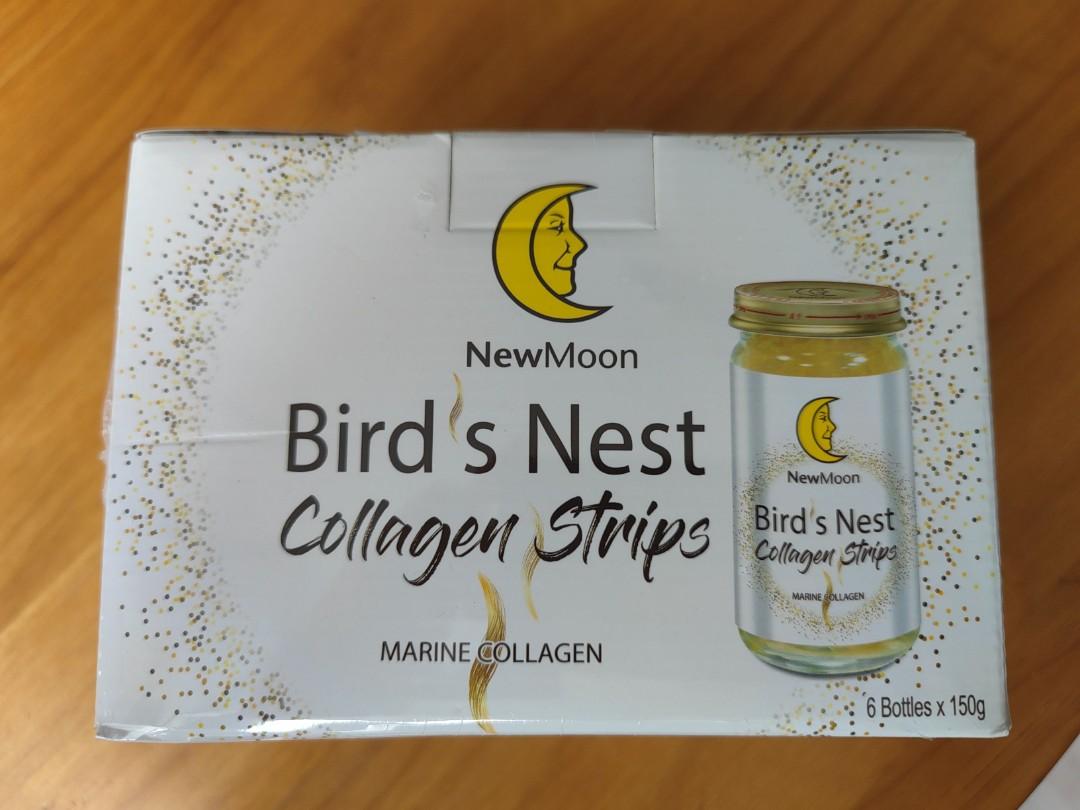 NewMoon
Bird's Nest
Collagen Strips
MARINE COLLAGEN
NewMoon
Bird's Nest
Collagen Strips
MARINE COLLAGEN
6 Bottles x 150g